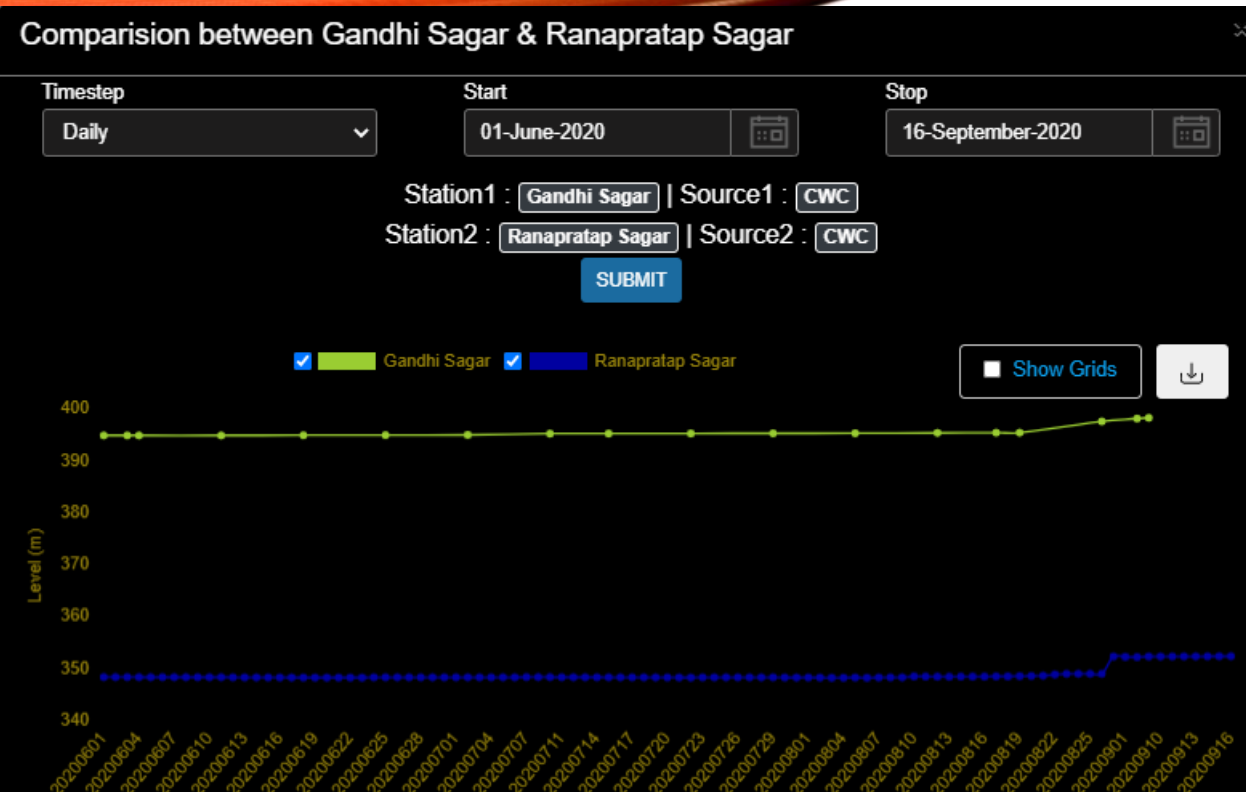 Comparision between Gandhi Sagar & Ranapratap Sagar
Timestep Start Stop
Daily 01-June-2020 16-September-2020
Station1 : Gandhi Sagar | Source1 : CWC
Station2 : Ranapratap Sagar | Source2 : CWC
SUBMIT
Gandhi Sagar Ranapratap Sagar Show Grids
400
390
380
370
360
350
340
Level (m)
20200601 20200604 20200607 20200610 20200613 20200616 20200619 20200622 20200625 20200628 20200701 20200704 20200707 20200711 20200714 20200717 20200720 20200723 20200726 20200729 20200801 20200804 20200807 20200810 20200813 20200816 20200819 20200822 20200825 20200901 20200910 20200913 20200916